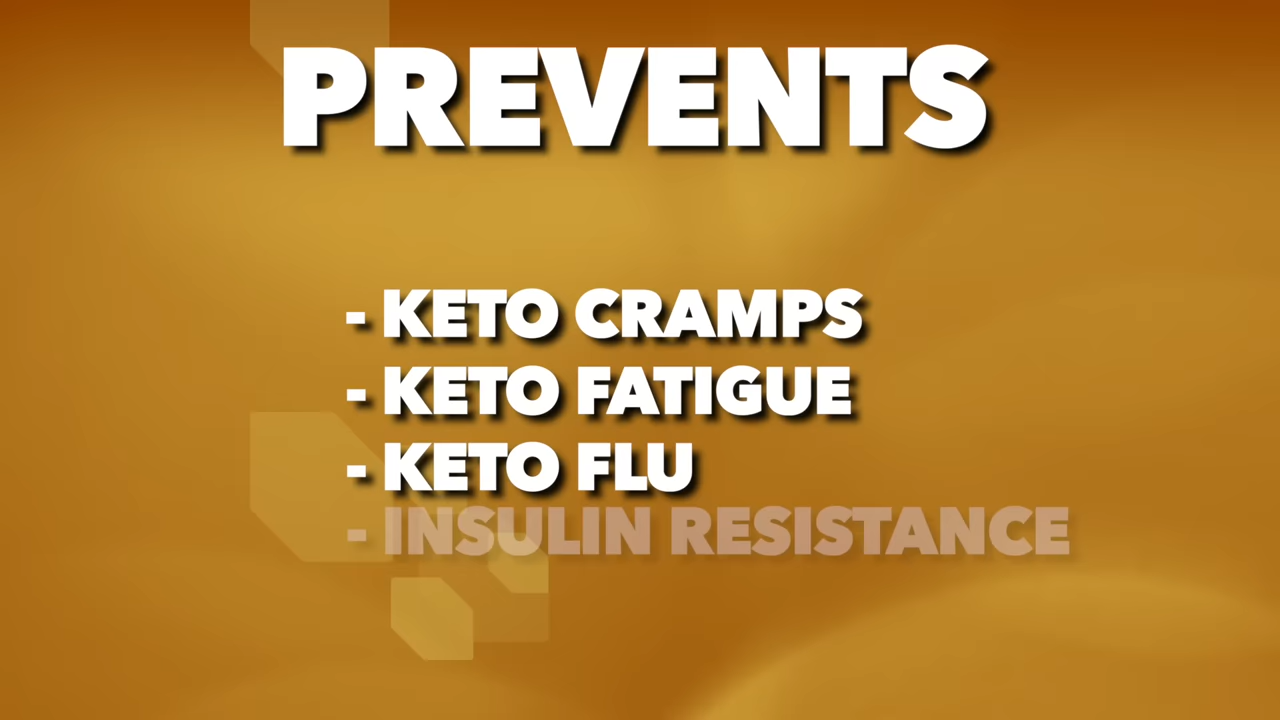 PREVENTS
- KETO CRAMPS
- KETO FATIGUE
- KETO FLU
- INSULIN RESISTANCE